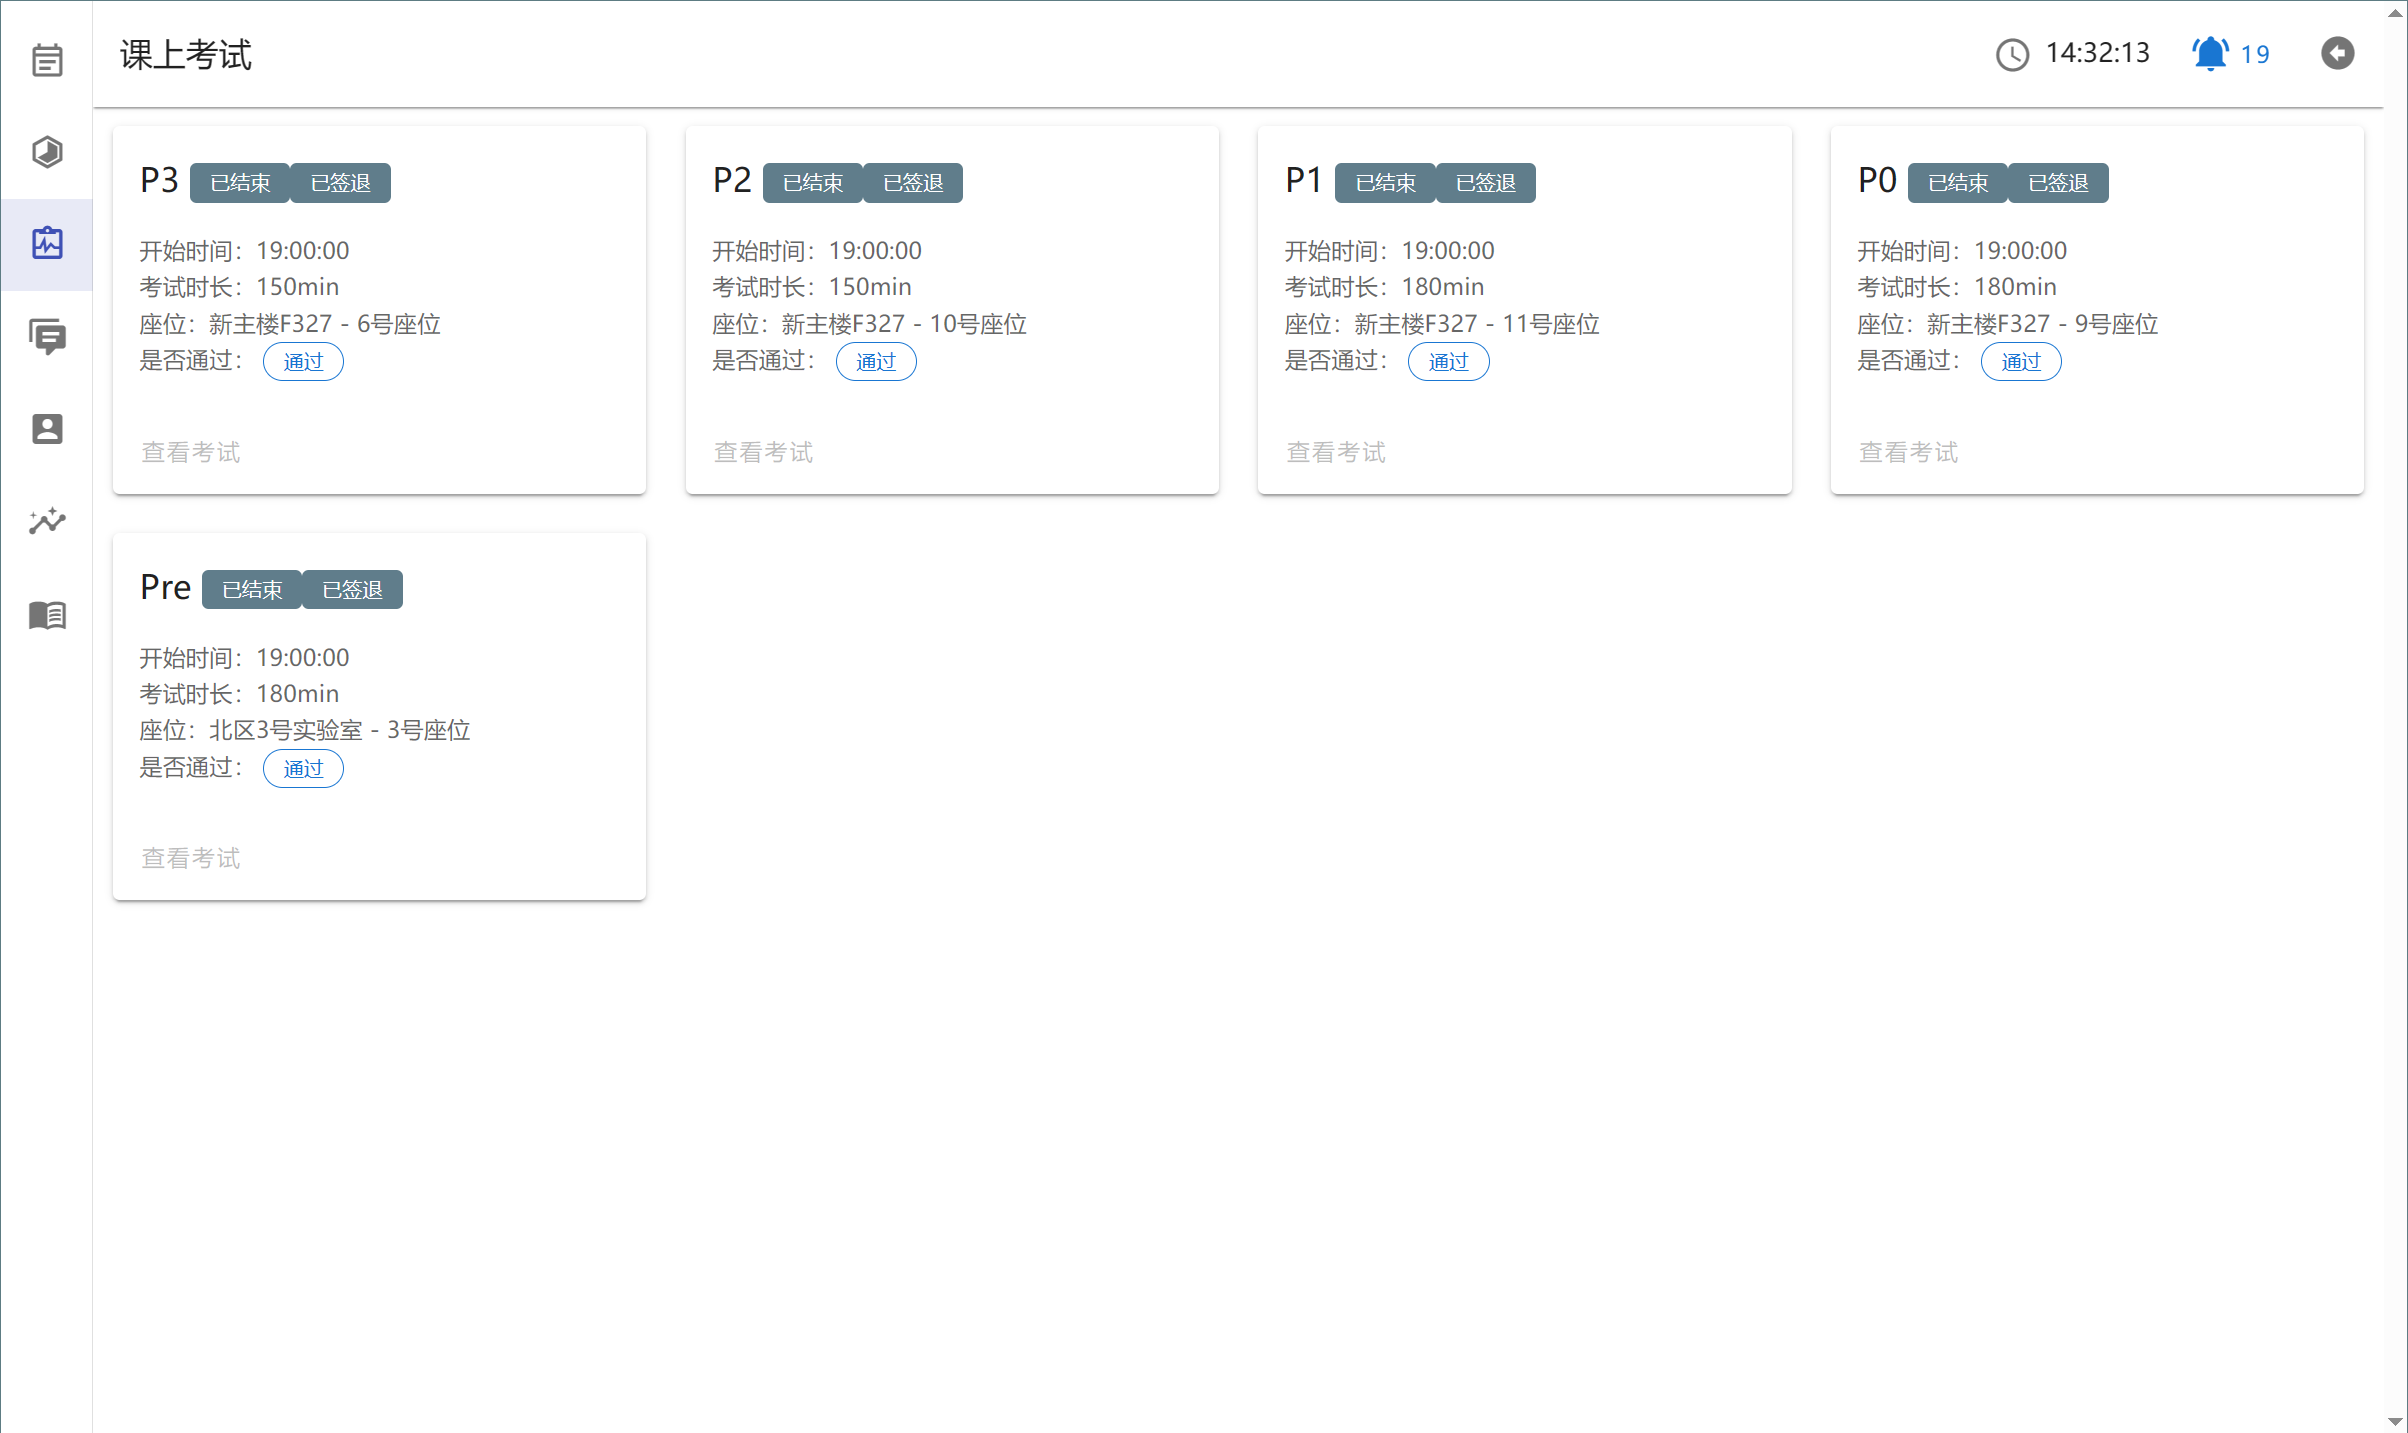 课上考试
14:32:13
19
P3 已结束 已签退
开始时间：19:00:00
考试时长：150min
座位：新主楼F327 - 6号座位
是否通过： 通过
查看考试
P2 已结束 已签退
开始时间：19:00:00
考试时长：150min
座位：新主楼F327 - 10号座位
是否通过： 通过
查看考试
P1 已结束 已签退
开始时间：19:00:00
考试时长：180min
座位：新主楼F327 - 11号座位
是否通过： 通过
查看考试
P0 已结束 已签退
开始时间：19:00:00
考试时长：180min
座位：新主楼F327 - 9号座位
是否通过： 通过
查看考试
Pre 已结束 已签退
开始时间：19:00:00
考试时长：180min
座位：北区3号实验室 - 3号座位
是否通过： 通过
查看考试